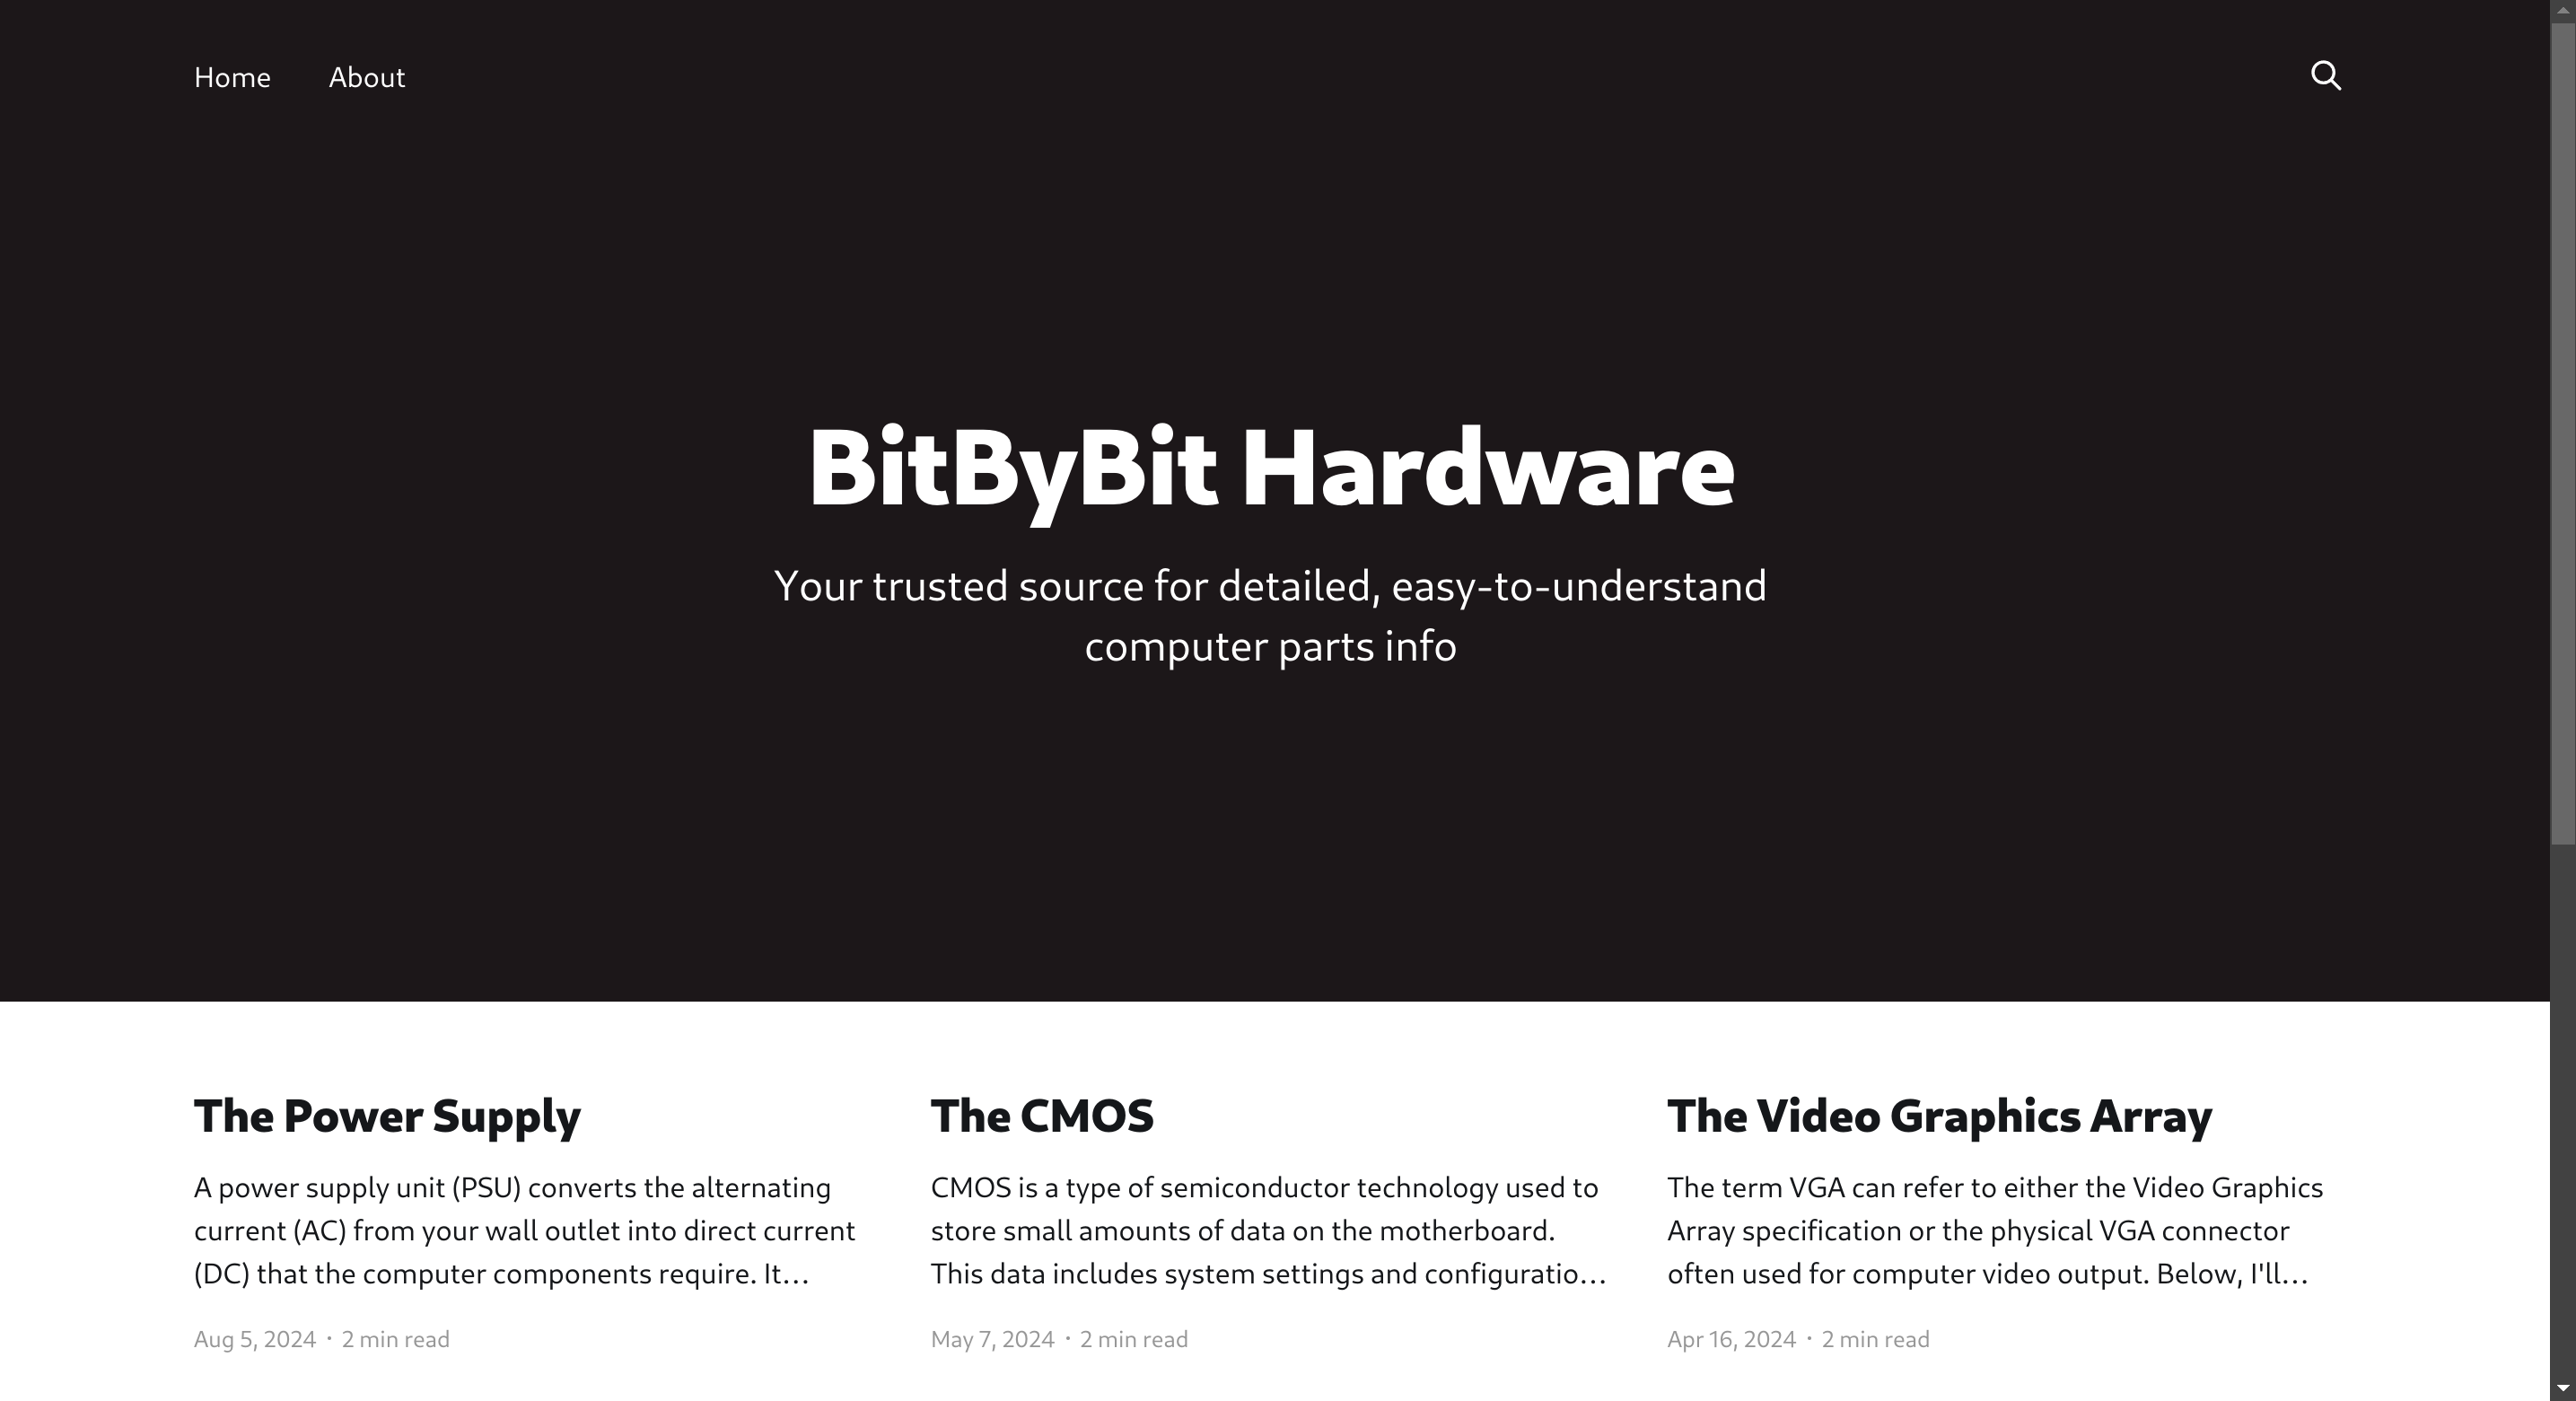 Home About
BitByBit Hardware
Your trusted source for detailed, easy-to-understand
computer parts info
The Power Supply
A power supply unit (PSU) converts the alternating
current (AC) from your wall outlet into direct current
(DC) that the computer components require. It…
Aug 5, 2024 • 2 min read
The CMOS
CMOS is a type of semiconductor technology used to
store small amounts of data on the motherboard.
This data includes system settings and configuratio…
May 7, 2024 • 2 min read
The Video Graphics Array
The term VGA can refer to either the Video Graphics
Array specification or the physical VGA connector
often used for computer video output. Below, I'll…
Apr 16, 2024 • 2 min read